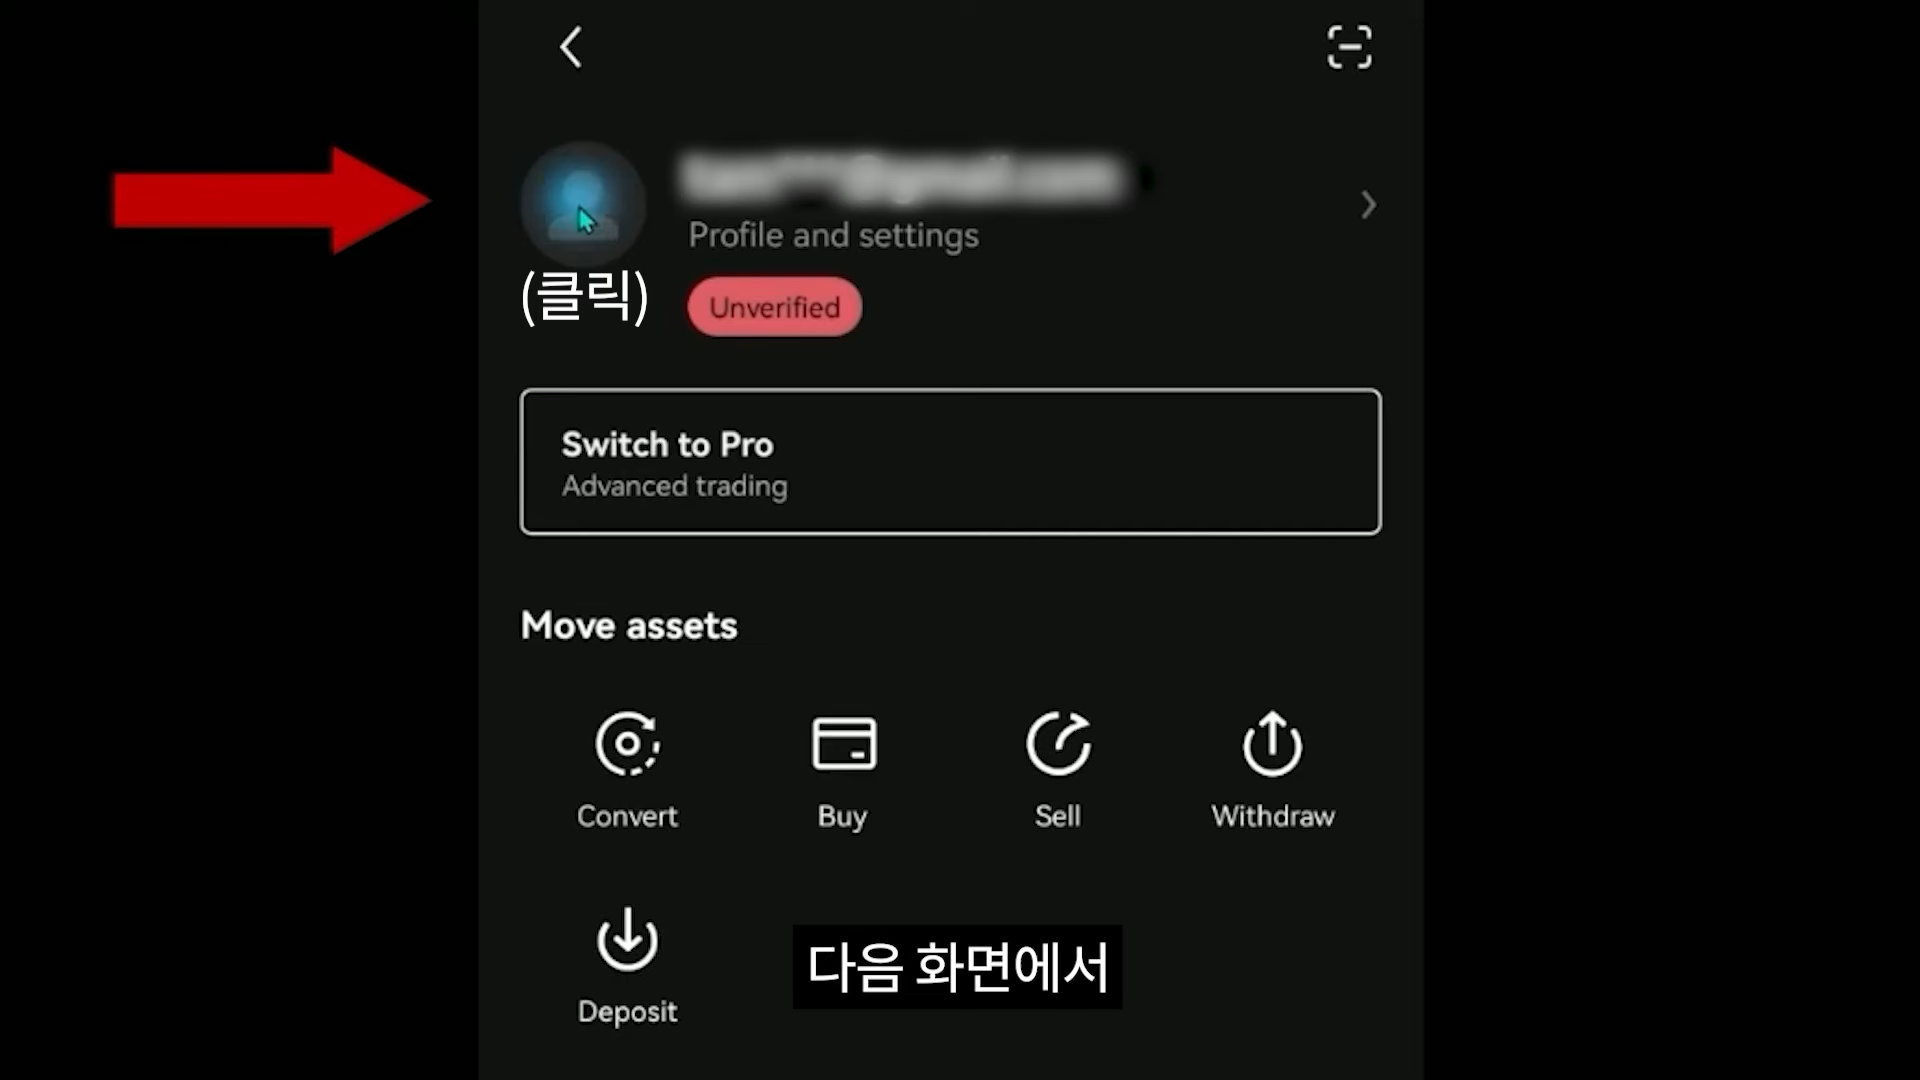 Profile and settings
(클릭)
Unverified
Switch to Pro
Advanced trading
Move assets
Convert
Buy
Sell
Withdraw
Deposit
다음 화면에서